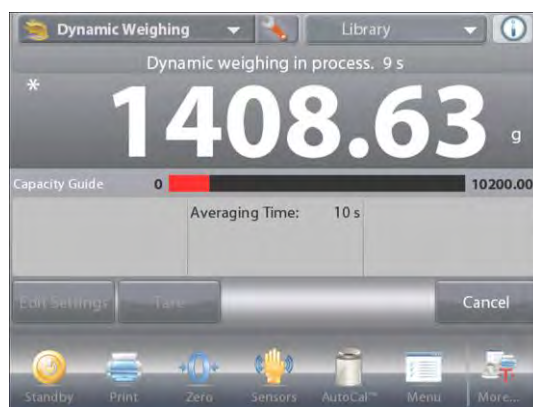 Dynamic Weighing Library
Dynamic weighing in process. 9 s
* 1408.63 g
Capacity Guide 0 10200.00
Averaging Time: 10 s
Edit Settings Tare Cancel
Standby Print Zero Sensors AutoCal™ Menu More...